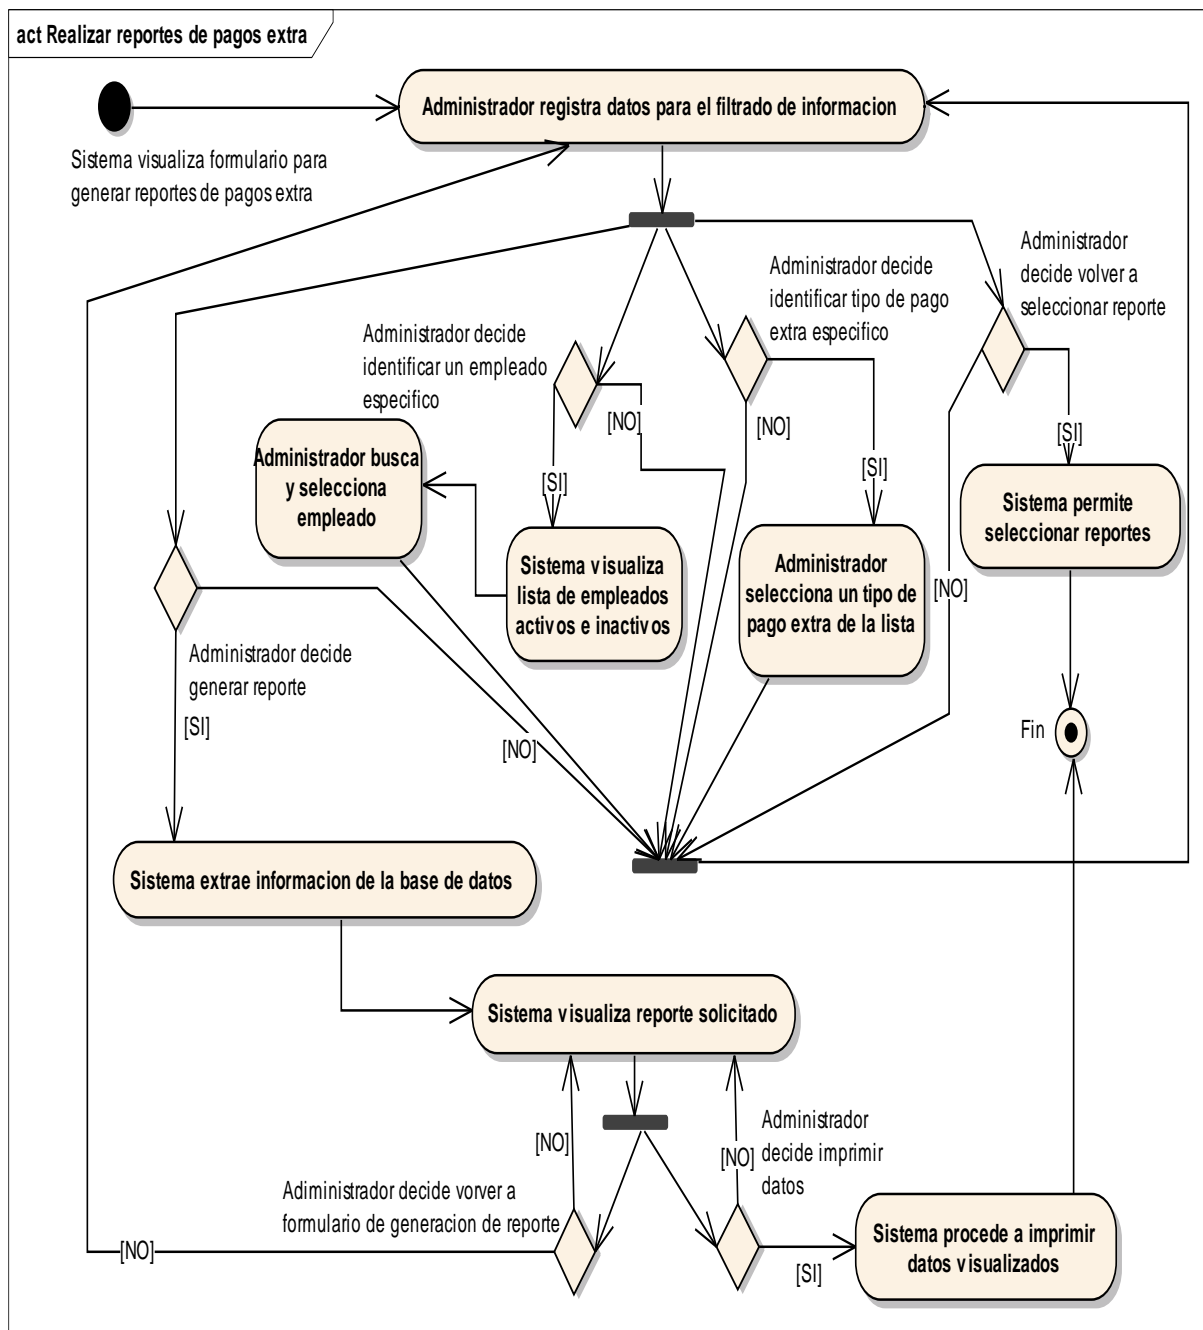 act Realizar reportes de pagos extra
Administrador registra datos para el filtrado de informacion
Sistema visualiza formulario para
generar reportes de pagos extra
Administrador
decide volver a
seleccionar reporte
Administrador decide
identificar tipo de pago
extra especifico
Administrador decide
identificar un empleado
especifico
[NO]
[NO]
[SI]
[SI]
[SI]
Administrador busca
y selecciona
empleado
Sistema permite
seleccionar reportes
Sistema visualiza
lista de empleados
activos e inactivos
Administrador
selecciona un tipo de
pago extra de la lista
[NO]
Administrador decide
generar reporte
[SI]
[NO]
Fin
Sistema extrae informacion de la base de datos
Sistema visualiza reporte solicitado
Administrador
decide imprimir
datos
[NO]
[NO]
Adiministrador decide vorver a
formulario de generacion de reporte
[NO]
[SI]
Sistema procede a imprimir
datos visualizados